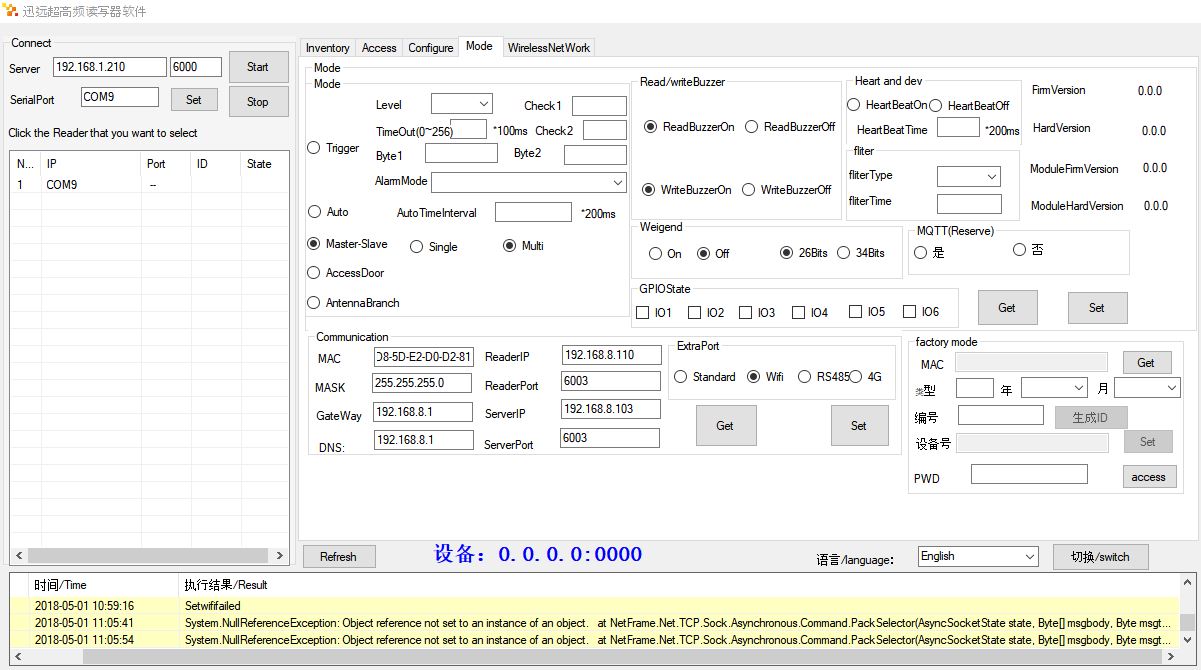 迅远超高频读写器软件
Connect
Server 192.168.1.210 6000 Start
SerialPort COM9 Set Stop
Click the Reader that you want to select
N... IP Port ID State
1 COM9 --
Inventory Access Configure Mode WirelessNetWork
Mode
Mode
Level Check1
TimeOut(0~256) *100ms Check2
Trigger
Byte1 Byte2
AlarmMode
Auto AutoTimeInterval *200ms
Master-Slave Single Multi
AccessDoor
AntennaBranch
Read/writeBuzzer
ReadBuzzerOn ReadBuzzerOff
WriteBuzzerOn WriteBuzzerOff
Heart and dev
HeartBeatOn HeartBeatOff
HeartBeatTime *200ms
fliter
fliterType
fliterTime
FirmVersion 0.0.0
HardVersion 0.0.0
ModuleFirmVersion 0.0.0
ModuleHardVersion 0.0.0
Weigend
On Off 26Bits 34Bits
MQTT(Reserve)
是 否
GPIOState
IO1 IO2 IO3 IO4 IO5 IO6
Get Set
Communication
MAC D8-5D-E2-D0-D2-81 ReaderIP 192.168.8.110
MASK 255.255.255.0 ReaderPort 6003
GateWay 192.168.8.1 ServerIP 192.168.8.103
DNS: 192.168.8.1 ServerPort 6003
ExtraPort
Standard Wifi RS485 4G
Get Set
factory mode
MAC Get
类型 年 月
编号 生成ID
设备号 Set
PWD access
Refresh 设备：0.0.0.0:0000 语言/language: English 切换/switch
时间/Time 执行结果/Result
2018-05-01 10:59:16 Setwififailed
2018-05-01 11:05:41 System.NullReferenceException: Object reference not set to an instance of an object. at NetFrame.Net.TCP.Sock.Asynchronous.Command.PackSelector(AsyncSocketState state, Byte[] msgbody, Byte msgt...
2018-05-01 11:05:54 System.NullReferenceException: Object reference not set to an instance of an object. at NetFrame.Net.TCP.Sock.Asynchronous.Command.PackSelector(AsyncSocketState state, Byte[] msgbody, Byte msgt...